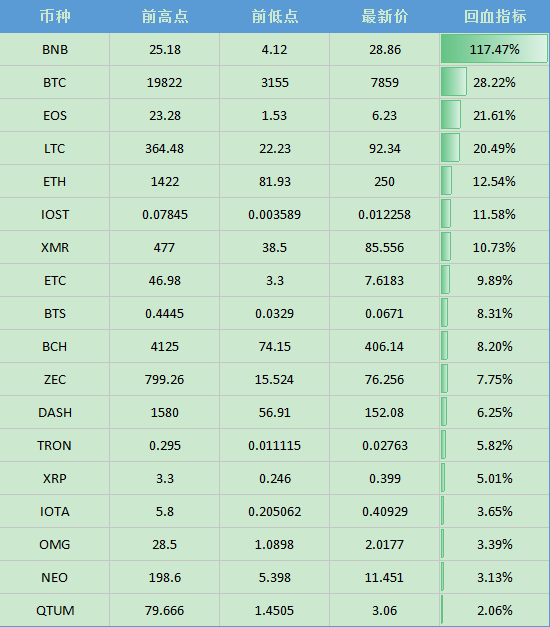 币种 前高点 前低点 最新价 回血指标
BNB 25.18 4.12 28.86 117.47%
BTC 19822 3155 7859 28.22%
EOS 23.28 1.53 6.23 21.61%
LTC 364.48 22.23 92.34 20.49%
ETH 1422 81.93 250 12.54%
IOST 0.07845 0.003589 0.012258 11.58%
XMR 477 38.5 85.556 10.73%
ETC 46.98 3.3 7.6183 9.89%
BTS 0.4445 0.0329 0.0671 8.31%
BCH 4125 74.15 406.14 8.20%
ZEC 799.26 15.524 76.256 7.75%
DASH 1580 56.91 152.08 6.25%
TRON 0.295 0.011115 0.02763 5.82%
XRP 3.3 0.246 0.399 5.01%
IOTA 5.8 0.205062 0.40929 3.65%
OMG 28.5 1.0898 2.0177 3.39%
NEO 198.6 5.398 11.451 3.13%
QTUM 79.666 1.4505 3.06 2.06%